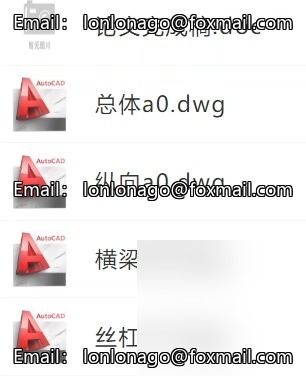 Email： lonlonago@foxmail.com
暂无图片
AutoCAD
总体a0.dwg
AutoCAD
纵向a0.dwg
Email： lonlonago@foxmail.com
AutoCAD
横梁
AutoCAD
丝杠
Email： lonlonago@foxmail.com